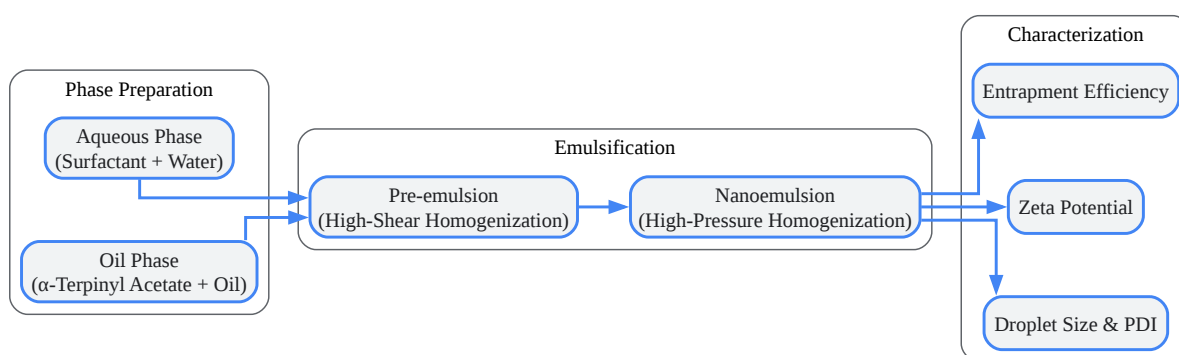 Phase Preparation
Aqueous Phase
(Surfactant + Water)
Oil Phase
(α-Terpinyl Acetate + Oil)
Emulsification
Pre-emulsion
(High-Shear Homogenization)
Nanoemulsion
(High-Pressure Homogenization)
Characterization
Entrapment Efficiency
Zeta Potential
Droplet Size & PDI